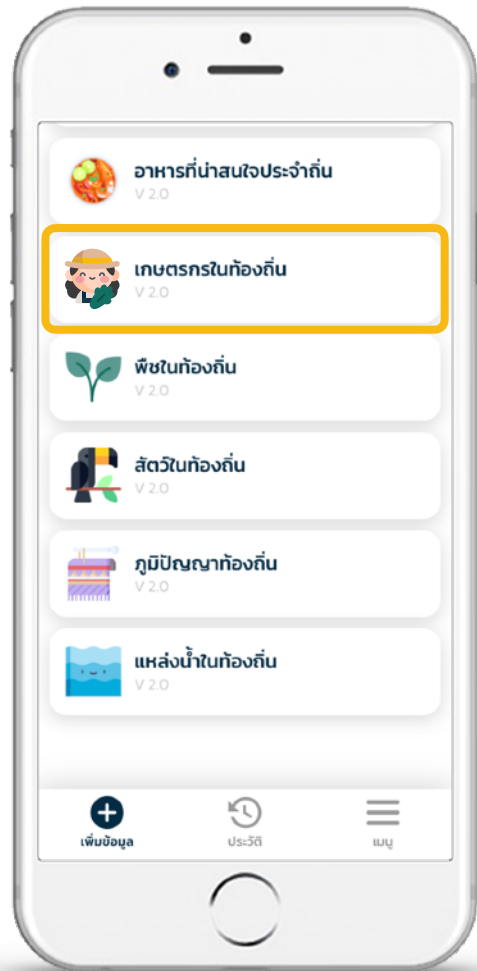 อาหารที่น่าสนใจประจำถิ่น
V 2.0
เกษตรกรในท้องถิ่น
V 2.0
พืชในท้องถิ่น
V 2.0
สัตว์ในท้องถิ่น
V 2.0
ภูมิปัญญาท้องถิ่น
V 2.0
แหล่งน้ำในท้องถิ่น
V 2.0
เพิ่มข้อมูล
ประวัติ
เมนู